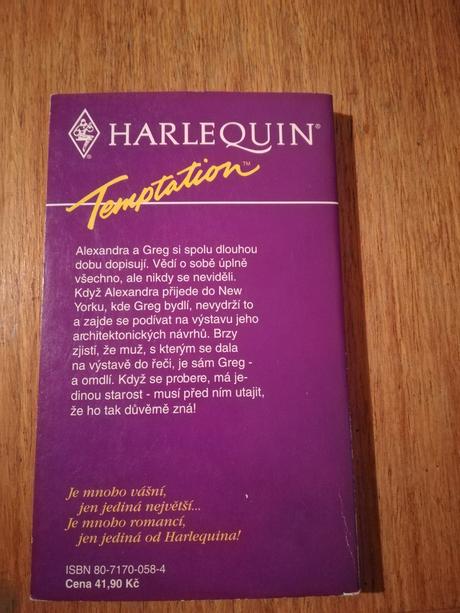 HARLEQUIN®
Temptation™
Alexandra a Greg si spolu dlouhou
dobu dopisují. Vědí o sobě úplně
všechno, ale nikdy se neviděli.
Když Alexandra přijede do New
Yorku, kde Greg bydlí, nevydrží to
a zajde se podívat na výstavu jeho
architektonických návrhů. Brzy
zjistí, že muž, s kterým se dala
na výstavě do řeči, je sám Greg -
a omdlí. Když se probere, má je-
dinou starost - musí před ním utajit,
že ho tak důvěrně zná!
Je mnoho vášní,
jen jediná největší...
Je mnoho romancí,
jen jediná od Harlequina!
ISBN 80-7170-058-4
Cena 41,90 Kč